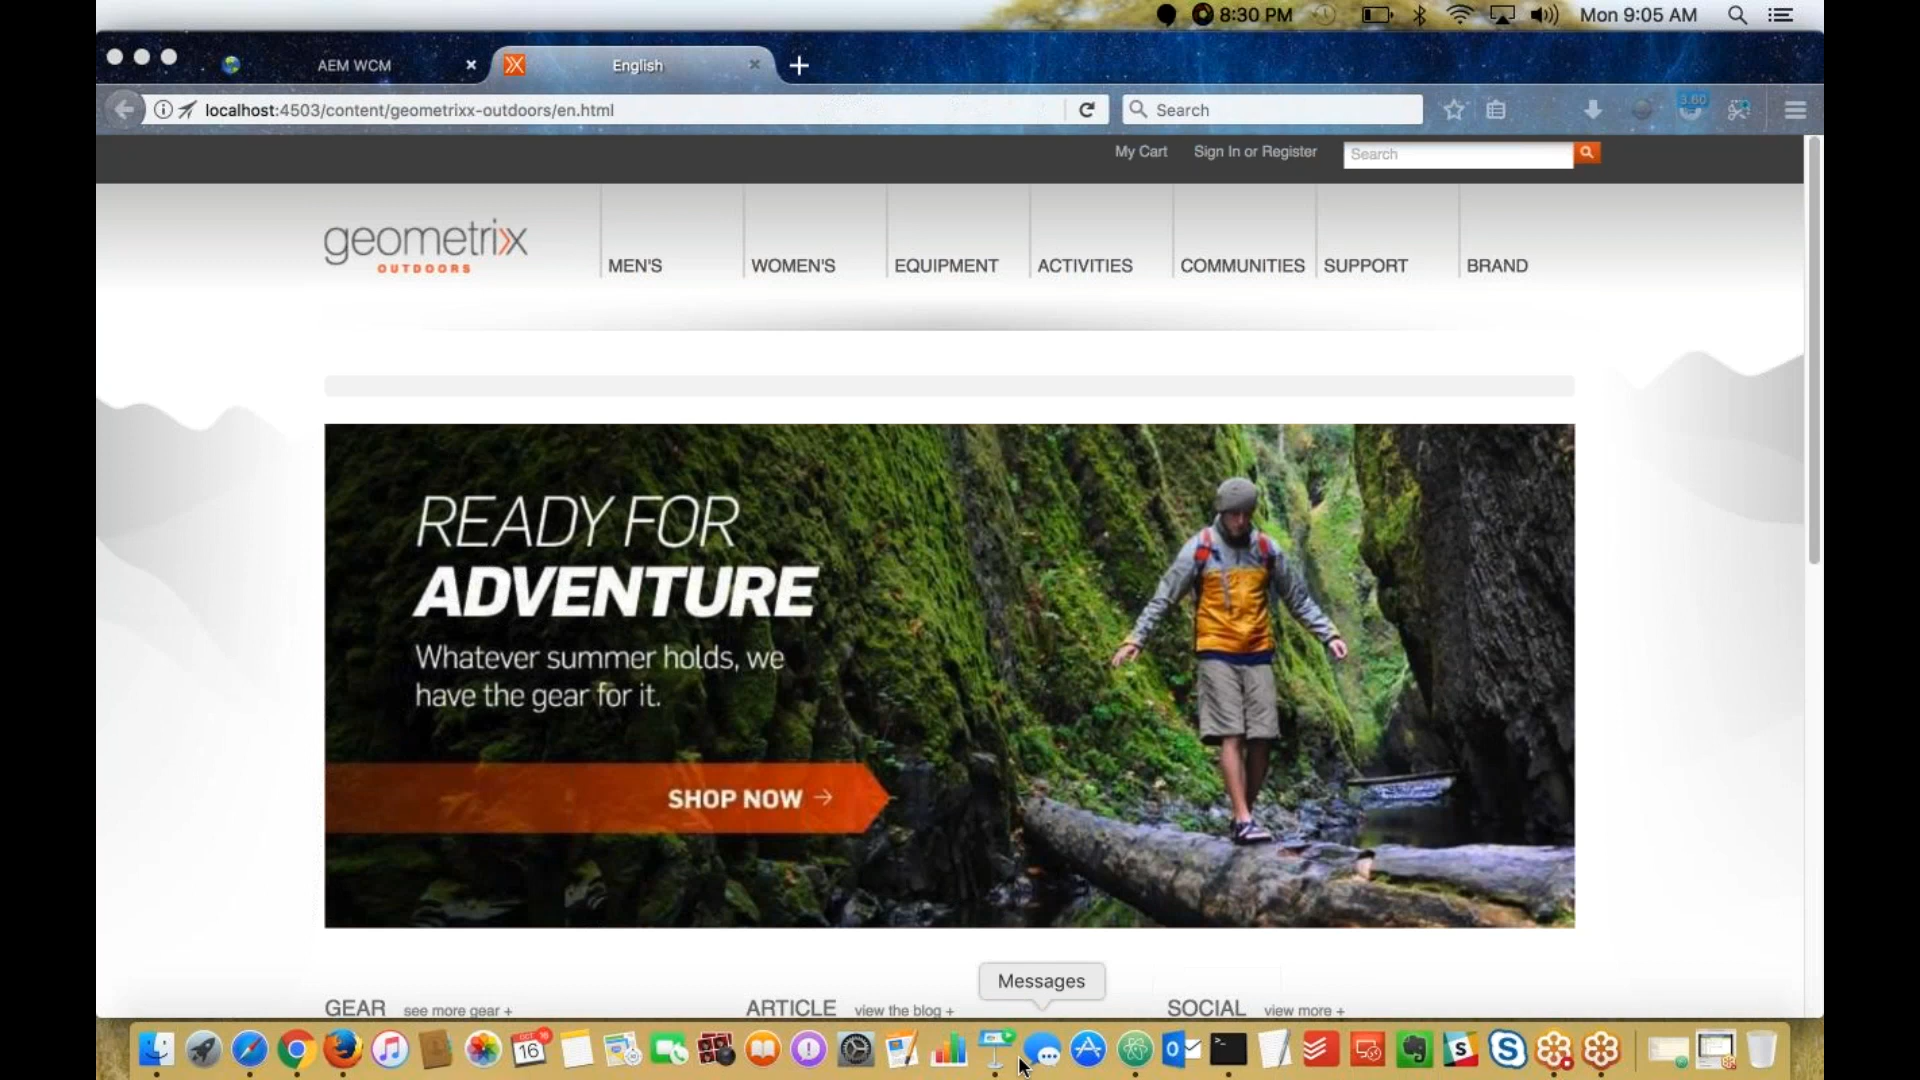 8:30 PM
Mon 9:05 AM
AEM WCM
English
localhost:4503/content/geometrixx-outdoors/en.html
Search
3.60
My Cart
Sign In or Register
Search
geometrixx
OUTDOORS
MEN'S
WOMEN'S
EQUIPMENT
ACTIVITIES
COMMUNITIES
SUPPORT
BRAND
READY FOR
ADVENTURE
Whatever summer holds, we
have the gear for it.
SHOP NOW →
Messages
GEAR see more gear +
ARTICLE view the blog +
SOCIAL view more +
16